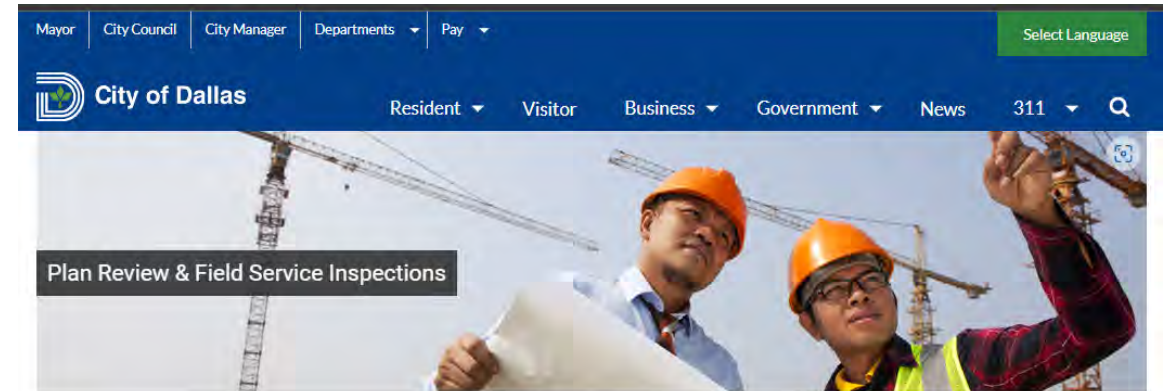 Mayor City Council City Manager Departments Pay
Select Language
City of Dallas
Resident Visitor Business Government News 311
Plan Review & Field Service Inspections